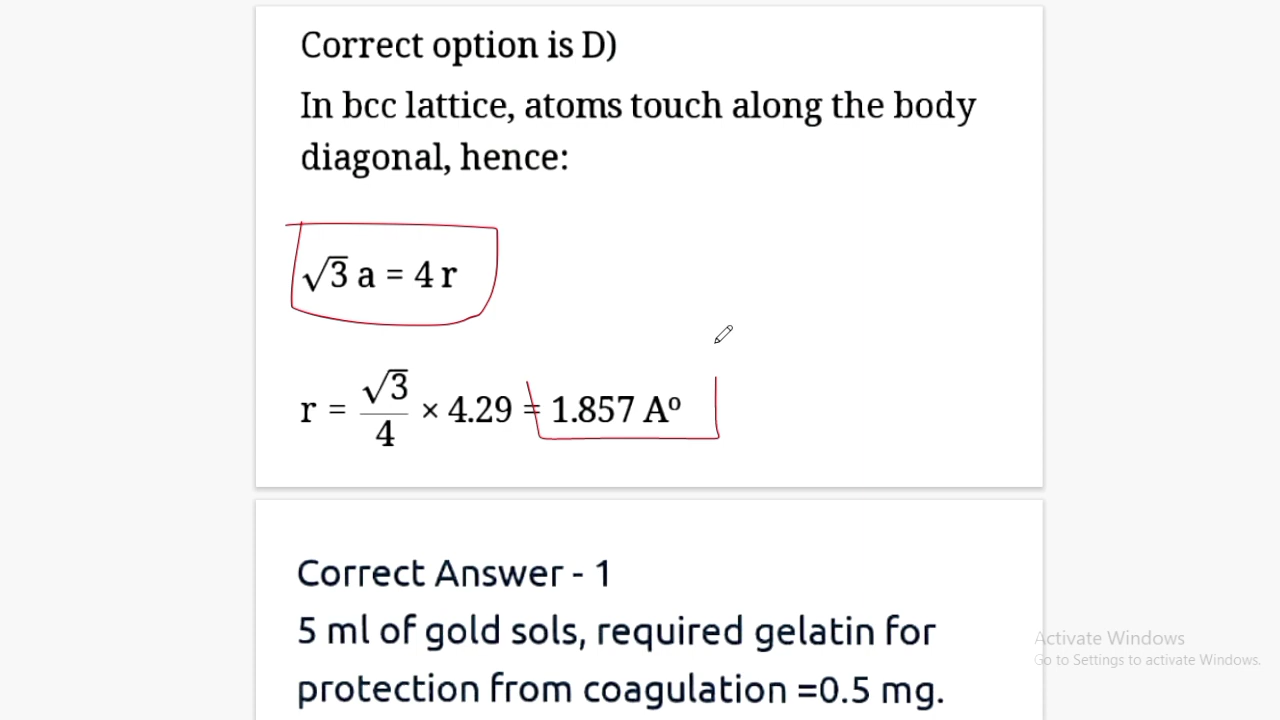 Correct option is D)
In bcc lattice, atoms touch along the body
diagonal, hence:
√3 a = 4 r
r = √3/4 × 4.29 = 1.857 Aº
Correct Answer - 1
5 ml of gold sols, required gelatin for
protection from coagulation =0.5 mg.
Activate Windows
Go to Settings to activate Windows.